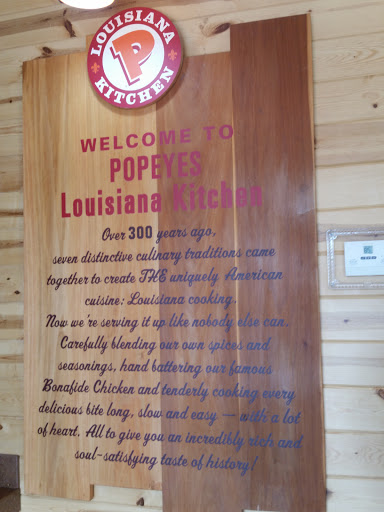 LOUISIANA
P
KITCHEN
WELCOME TO
POPEYES
Louisiana Kitchen
Over 300 years ago,
seven distinctive culinary traditions came
together to create THE uniquely American
cuisine: Louisiana cooking.
Now we're serving it up like nobody else can.
Carefully blending our own spices and
seasonings, hand battering our famous
Bonafide Chicken and tenderly cooking every
delicious bite long, slow and easy — with a lot
of heart. All to give you an incredibly rich and
soul-satisfying taste of history!